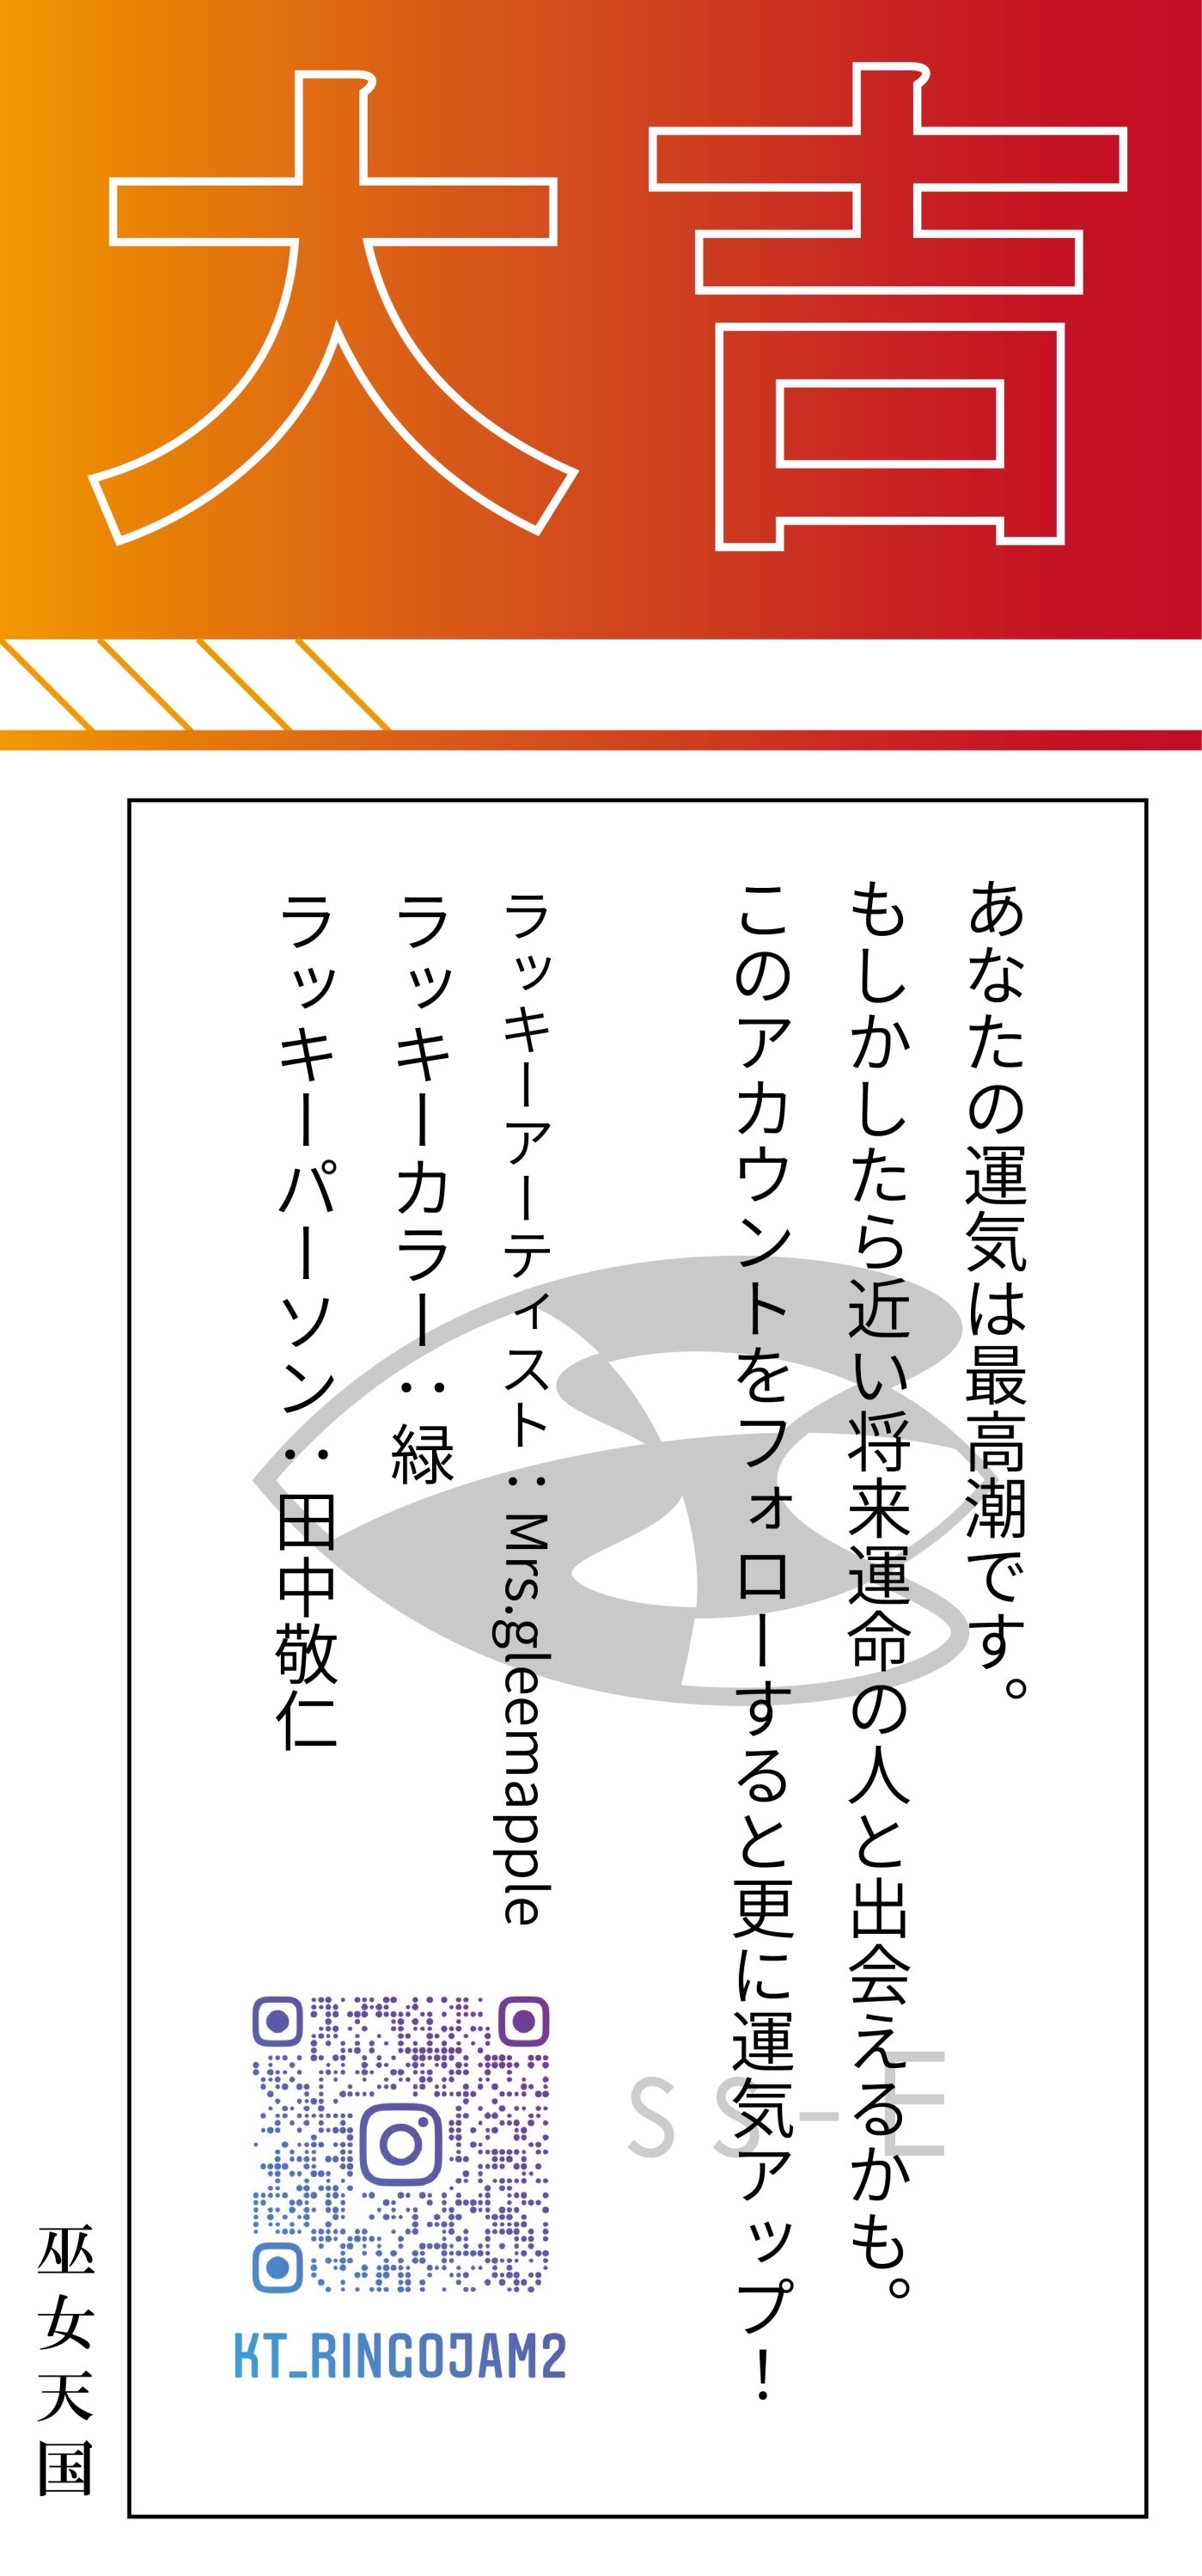 大吉
あなたの運気は最高潮です。
もしかしたら近い将来運命の人と出会えるかも。
このアカウントをフォローすると更に運気アップ！
ラッキーアーティスト：Mrs.gleemapple
ラッキーカラー：緑
ラッキーパーソン：田中敬仁
ss-E
KT_RINGOJAM2
巫女天国